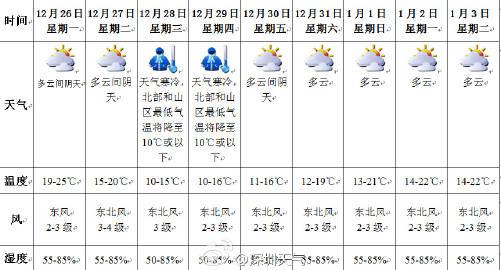 时间 12月26日 12月27日 12月28日 12月29日 12月30日 12月31日 1月1日 1月2日 1月3日
星期一 星期二 星期三 星期四 星期五 星期六 星期日 星期一 星期二
天气 多云间阴天 多云间阴天 天气寒冷,北部和山区最低气温将降至10℃或以下 天气寒冷,北部和山区最低气温将降至10℃或以下 多云间阴天 多云 多云 多云 多云
温度 19-25℃ 15-20℃ 10-15℃ 10-16℃ 11-16℃ 12-19℃ 13-21℃ 14-22℃ 14-22℃
风 东风 东北风 东北风 东北风 东北风 东北风 东北风 东北风 东北风
2-3 级 3-4 级 3 级 2-3 级 2-3 级 2-3 级 2-3 级 2-3 级 2-3 级
湿度 55-85% 55-85% 50-85% 50-85% 55-85% 55-85% 55-85% 55-85% 55-85%
@深圳天气